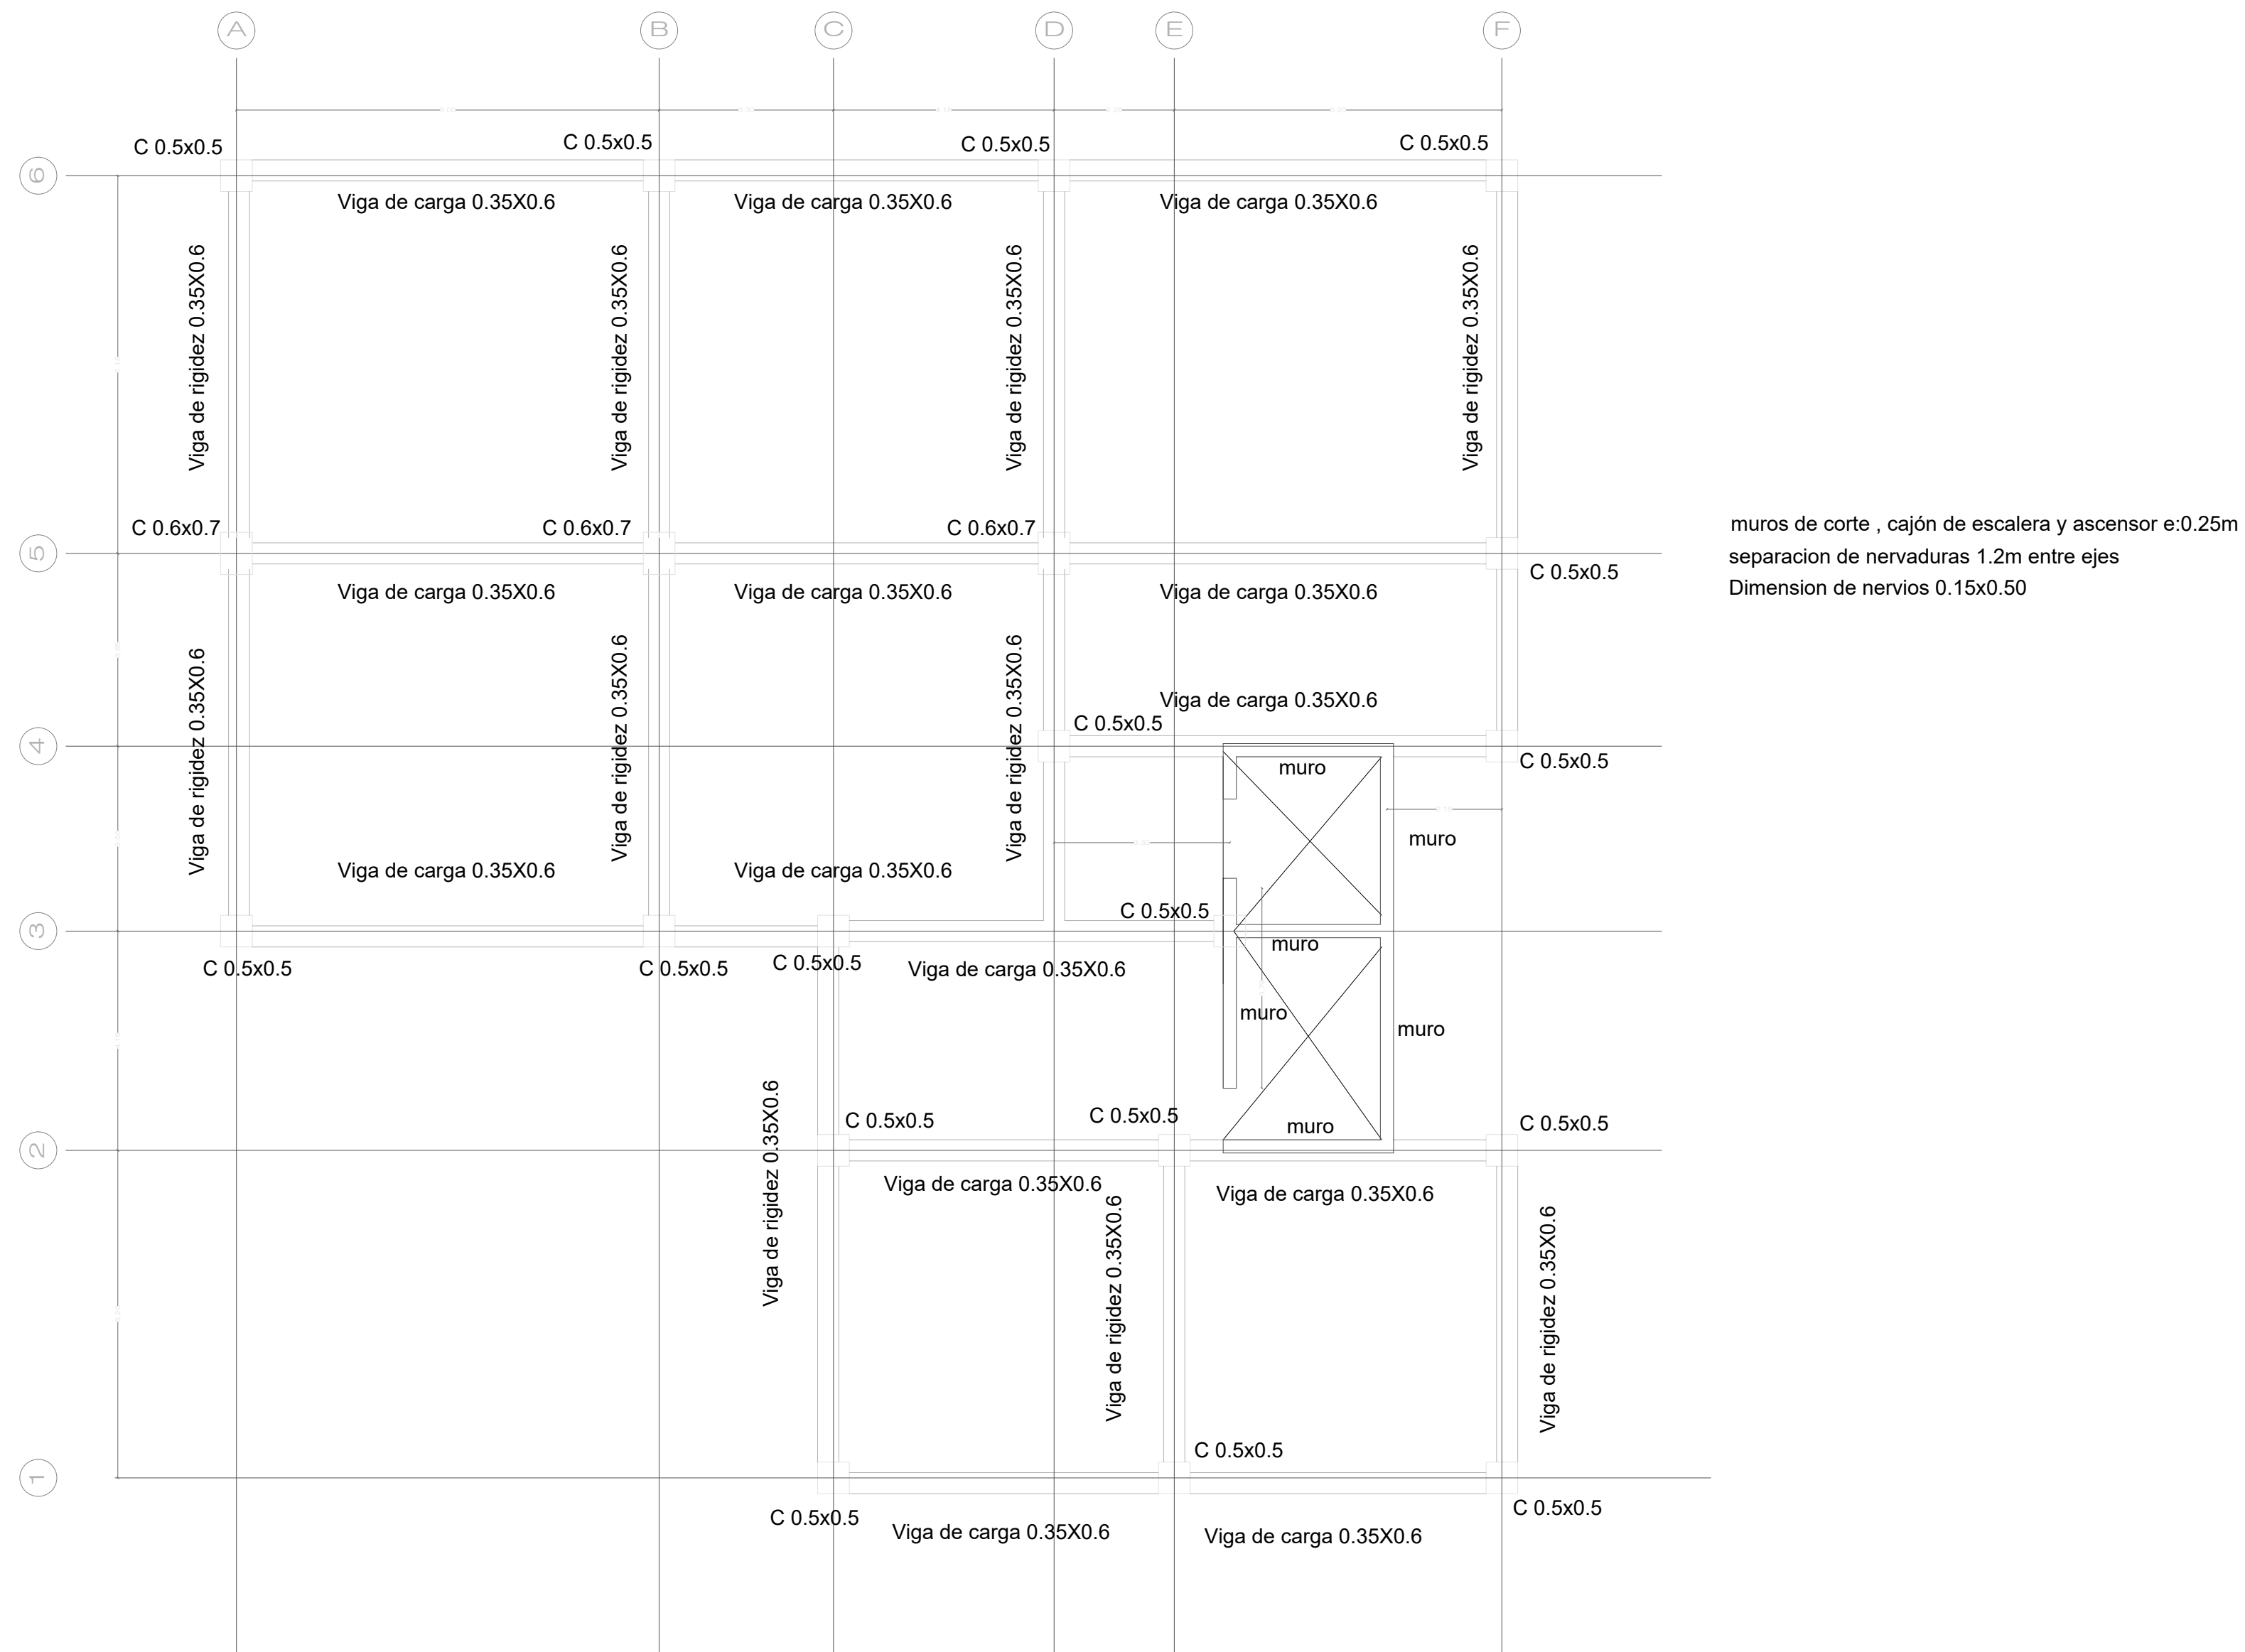 A
B
C
D
E
F
C 0.5x0.5
C 0.5x0.5
C 0.5x0.5
C 0.5x0.5
6
Viga de carga 0.35X0.6
Viga de carga 0.35X0.6
Viga de carga 0.35X0.6
Viga de rigidez 0.35X0.6
Viga de rigidez 0.35X0.6
Viga de rigidez 0.35X0.6
Viga de rigidez 0.35X0.6
muros de corte , cajón de escalera y ascensor e:0.25m
separacion de nervaduras 1.2m entre ejes
Dimension de nervios 0.15x0.50
C 0.6x0.7
C 0.6x0.7
C 0.6x0.7
5
C 0.5x0.5
Viga de carga 0.35X0.6
Viga de carga 0.35X0.6
Viga de carga 0.35X0.6
Viga de rigidez 0.35X0.6
Viga de rigidez 0.35X0.6
Viga de rigidez 0.35X0.6
Viga de carga 0.35X0.6
C 0.5x0.5
4
C 0.5x0.5
muro
muro
Viga de carga 0.35X0.6
Viga de carga 0.35X0.6
C 0.5x0.5
3
muro
C 0.5x0.5
C 0.5x0.5
C 0.5x0.5
Viga de carga 0.35X0.6
muro
muro
Viga de rigidez 0.35X0.6
C 0.5x0.5
C 0.5x0.5
muro
C 0.5x0.5
2
Viga de carga 0.35X0.6
Viga de carga 0.35X0.6
Viga de rigidez 0.35X0.6
Viga de rigidez 0.35X0.6
C 0.5x0.5
1
C 0.5x0.5
C 0.5x0.5
Viga de carga 0.35X0.6
Viga de carga 0.35X0.6